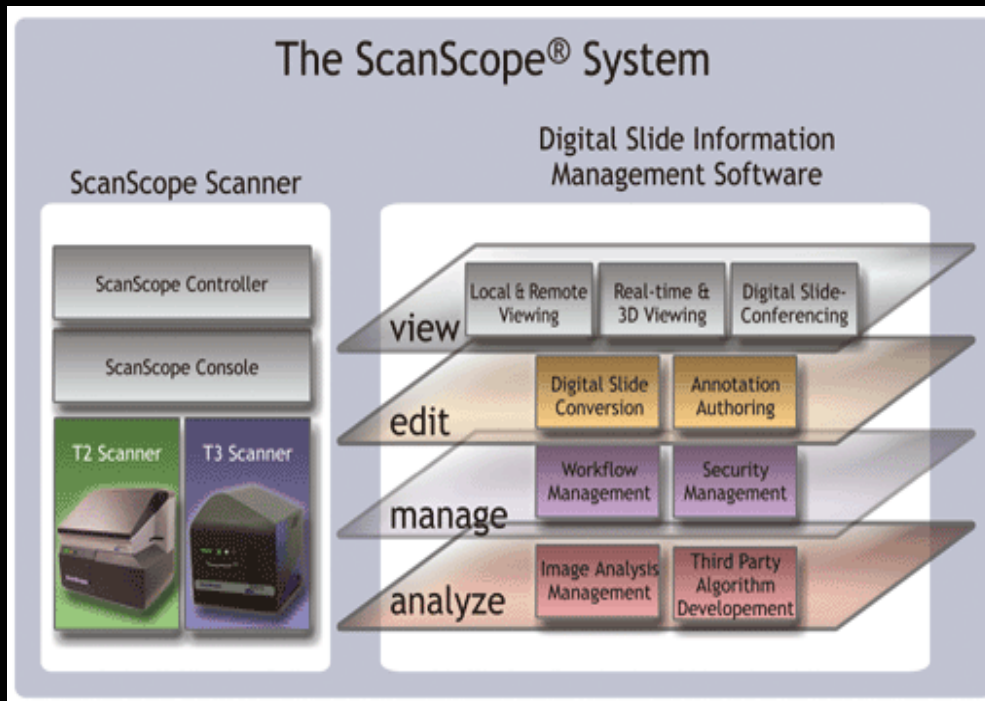 The ScanScope® System
ScanScope Scanner
ScanScope Controller
ScanScope Console
T2 Scanner
T3 Scanner
Digital Slide Information
Management Software
view
Local & Remote
Viewing
Real-time &
3D Viewing
Digital Slide-
Conferencing
edit
Digital Slide
Conversion
Annotation
Authoring
manage
Workflow
Management
Security
Management
analyze
Image Analysis
Management
Third Party
Algorithm
Developement